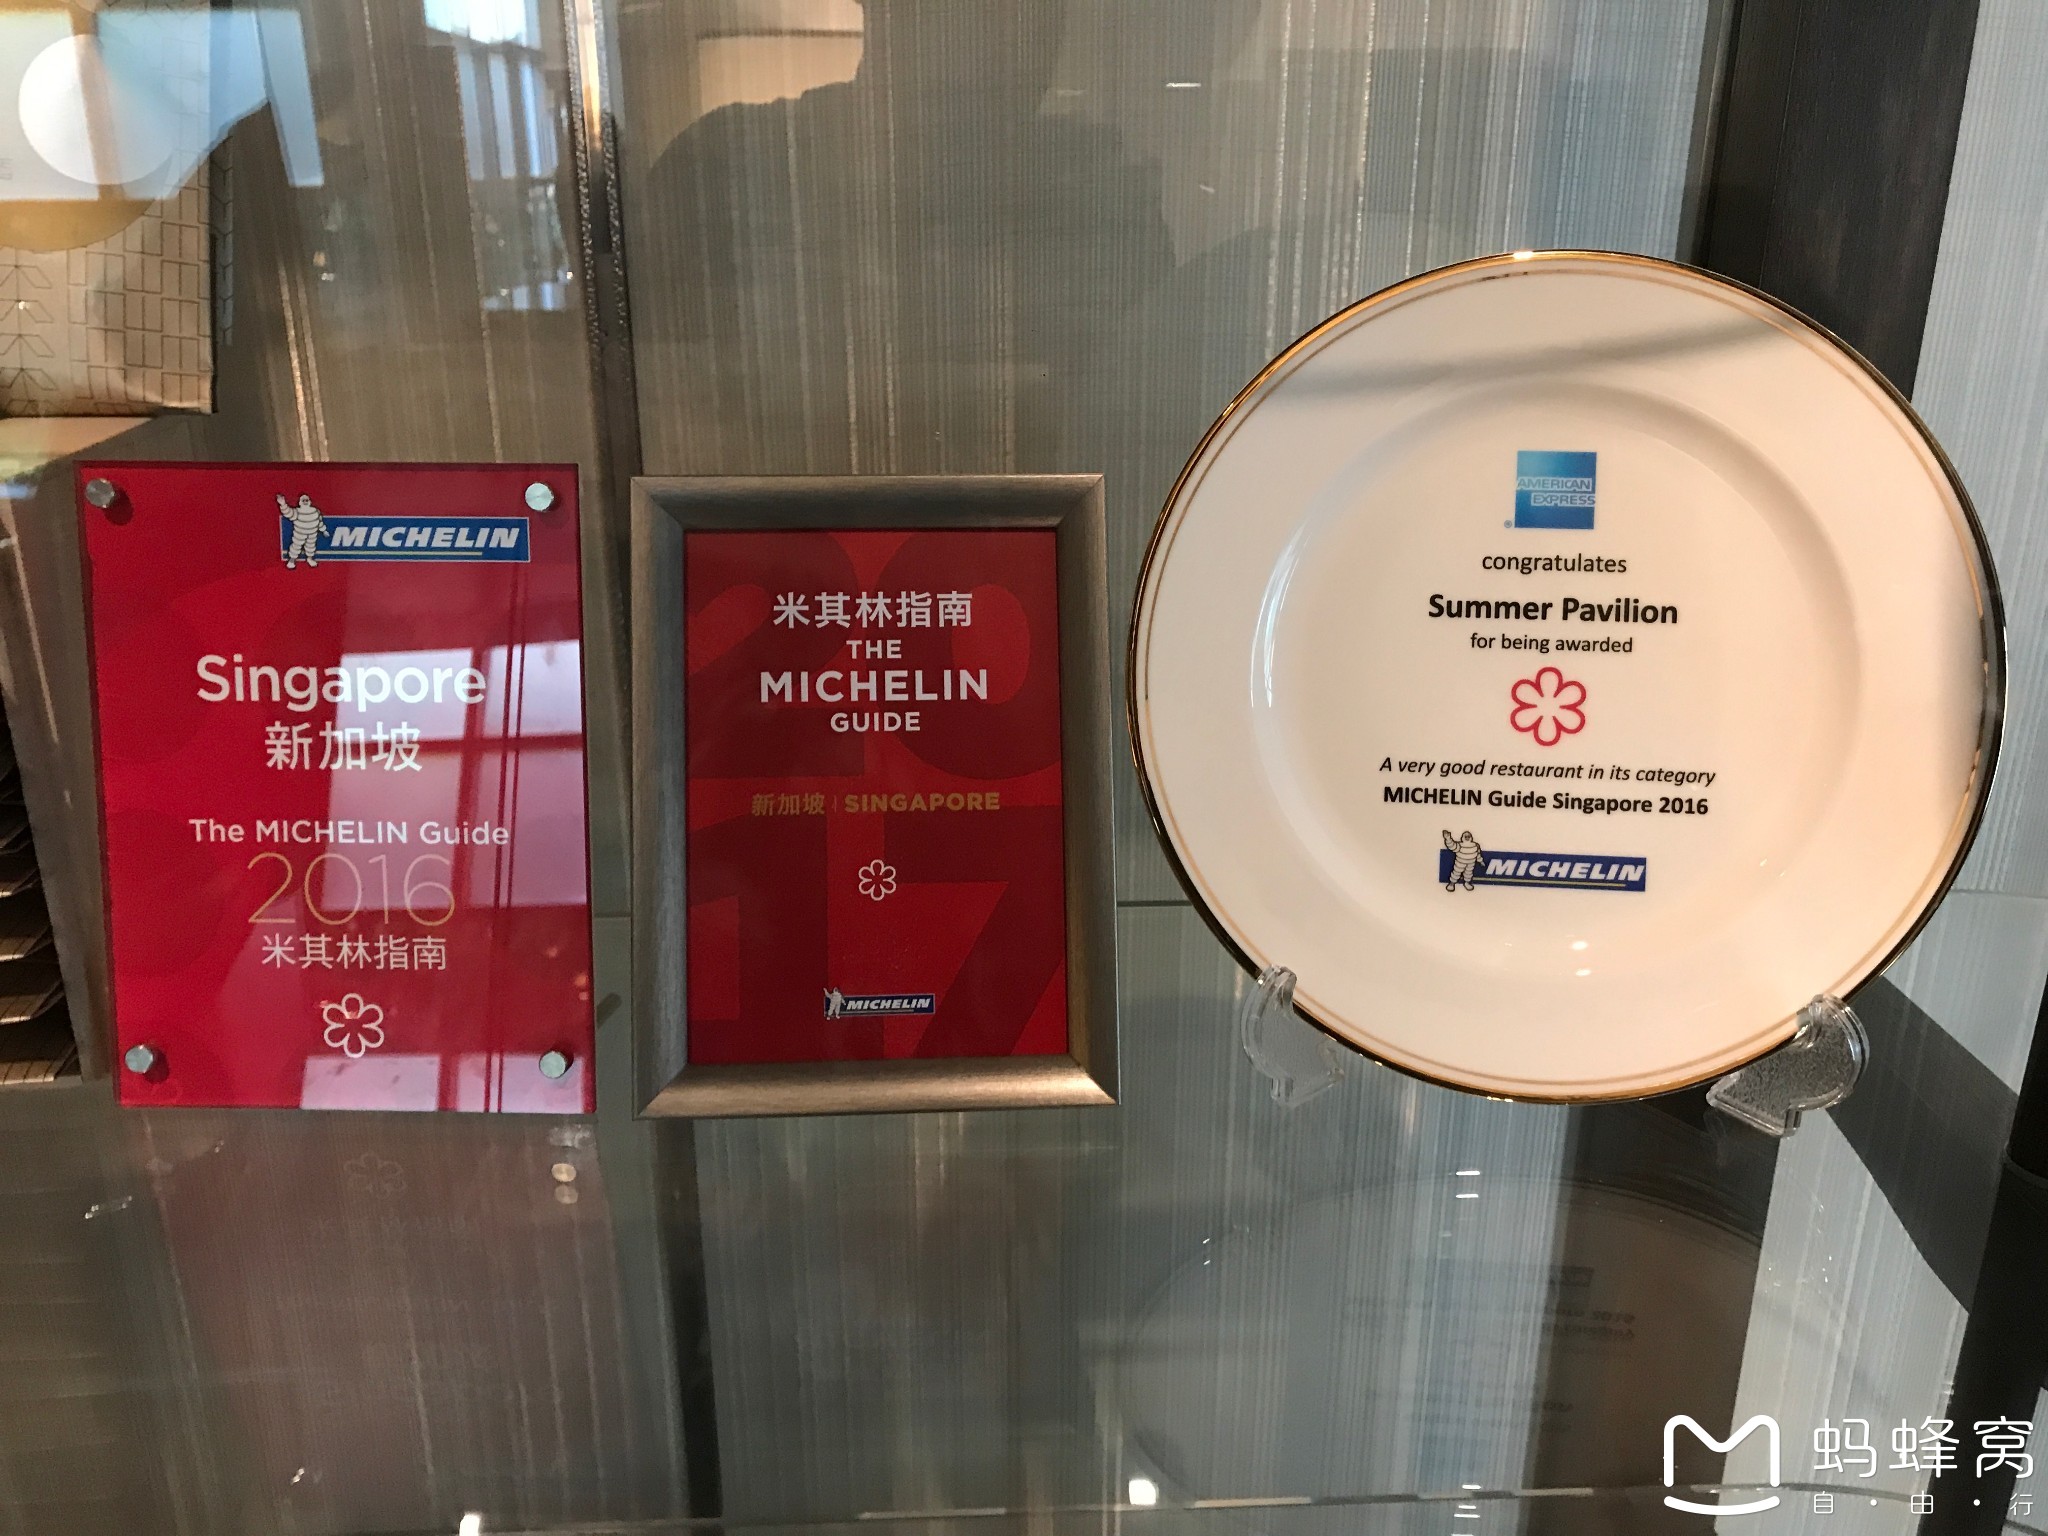 MICHELIN
Singapore
新加坡
The MICHELIN Guide
2016
米其林指南
2017
米其林指南
THE
MICHELIN
GUIDE
新加坡 | SINGAPORE
MICHELIN
AMERICAN
EXPRESS
®
congratulates
Summer Pavilion
for being awarded
A very good restaurant in its category
MICHELIN Guide Singapore 2016
MICHELIN
蚂蜂窝
自·由·行